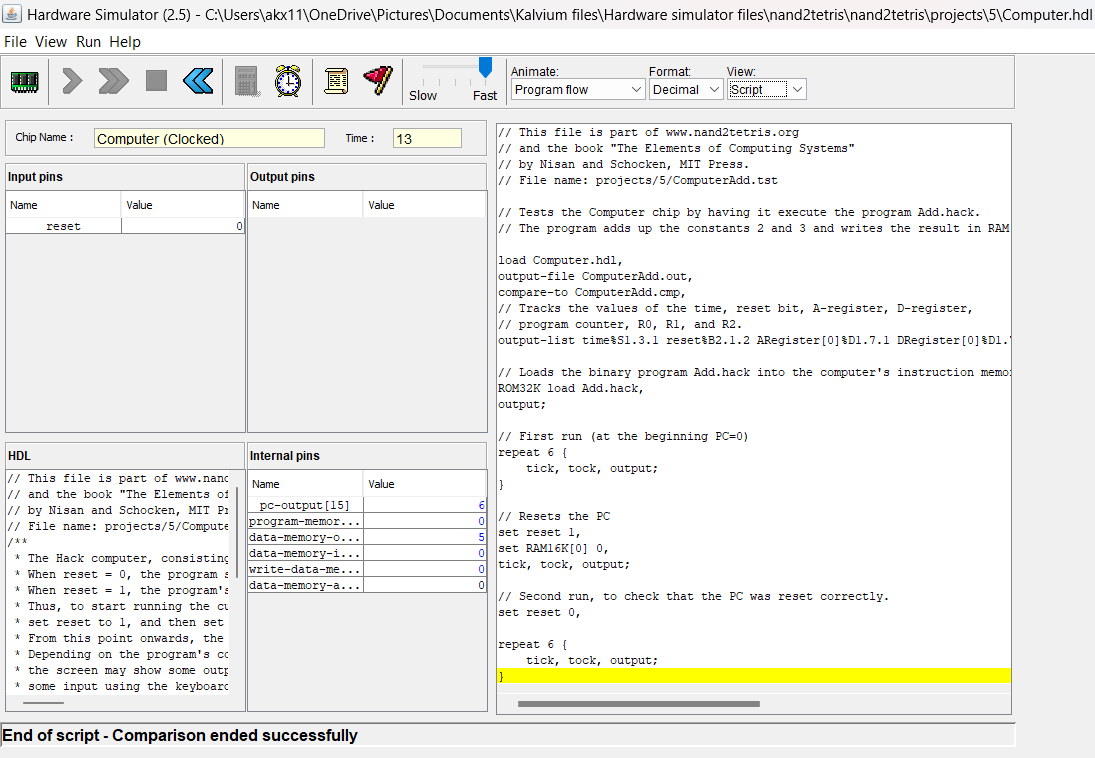 Hardware Simulator (2.5) - C:\Users\akx11\OneDrive\Pictures\Documents\Kalvium files\Hardware simulator files\nand2tetris\nand2tetris\projects\5\Computer.hdl
File View Run Help
Slow Fast
Animate: Format: View:
Program flow Decimal Script
Chip Name : Computer (Clocked) Time : 13
Input pins
Name Value
reset 0
Output pins
Name Value
HDL
// This file is part of www.nand
// and the book "The Elements of
// by Nisan and Schocken, MIT Pr
// File name: projects/5/Compute
/**
* The Hack computer, consisting
* When reset = 0, the program s
* When reset = 1, the program's
* Thus, to start running the cu
* set reset to 1, and then set
* From this point onwards, the
* Depending on the program's co
* the screen may show some outp
* some input using the keyboard
Internal pins
Name Value
pc-output[15] 6
program-memor... 0
data-memory-o... 5
data-memory-i... 0
write-data-me... 0
data-memory-a... 0
// This file is part of www.nand2tetris.org
// and the book "The Elements of Computing Systems"
// by Nisan and Schocken, MIT Press.
// File name: projects/5/ComputerAdd.tst
// Tests the Computer chip by having it execute the program Add.hack.
// The program adds up the constants 2 and 3 and writes the result in RAM
load Computer.hdl,
output-file ComputerAdd.out,
compare-to ComputerAdd.cmp,
// Tracks the values of the time, reset bit, A-register, D-register,
// program counter, R0, R1, and R2.
output-list time%S1.3.1 reset%B2.1.2 ARegister[0]%D1.7.1 DRegister[0]%D1.
// Loads the binary program Add.hack into the computer's instruction memo
ROM32K load Add.hack,
output;
// First run (at the beginning PC=0)
repeat 6 {
tick, tock, output;
}
// Resets the PC
set reset 1,
set RAM16K[0] 0,
tick, tock, output;
// Second run, to check that the PC was reset correctly.
set reset 0,
repeat 6 {
tick, tock, output;
}
End of script - Comparison ended successfully